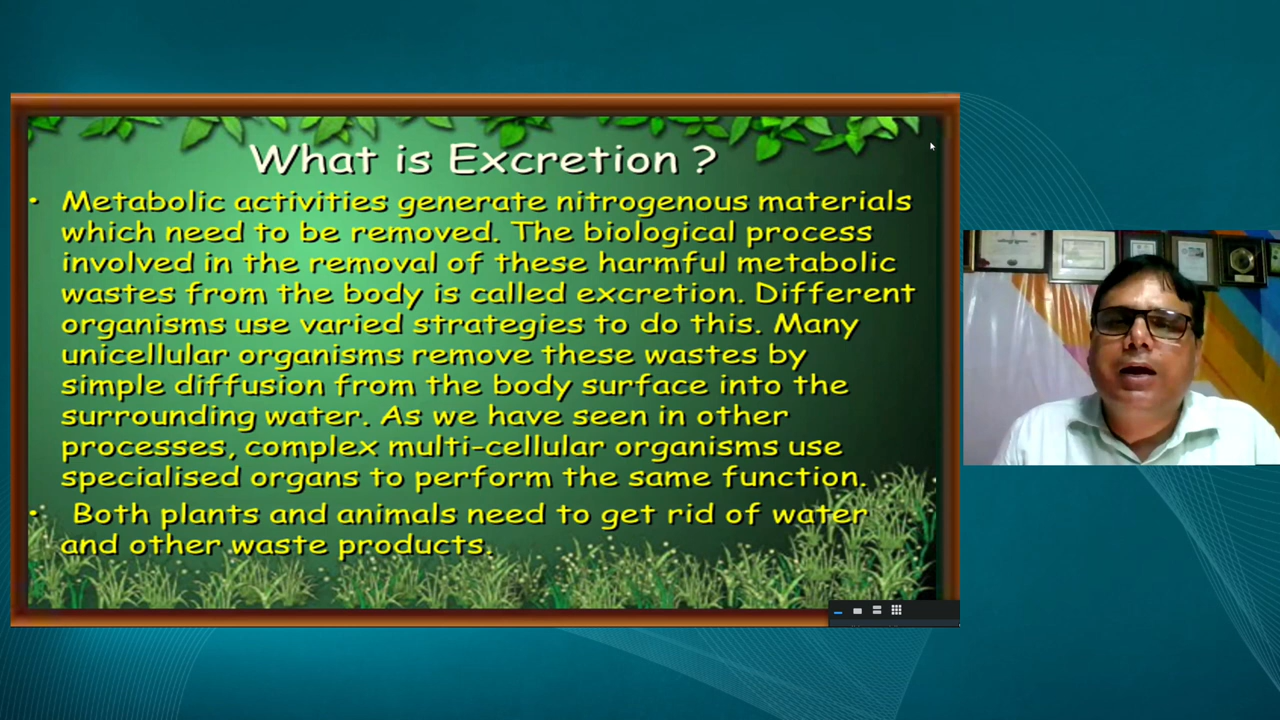 What is Excretion ?
• Metabolic activities generate nitrogenous materials
which need to be removed. The biological process
involved in the removal of these harmful metabolic
wastes from the body is called excretion. Different
organisms use varied strategies to do this. Many
unicellular organisms remove these wastes by
simple diffusion from the body surface into the
surrounding water. As we have seen in other
processes, complex multi-cellular organisms use
specialised organs to perform the same function.
• Both plants and animals need to get rid of water
and other waste products.